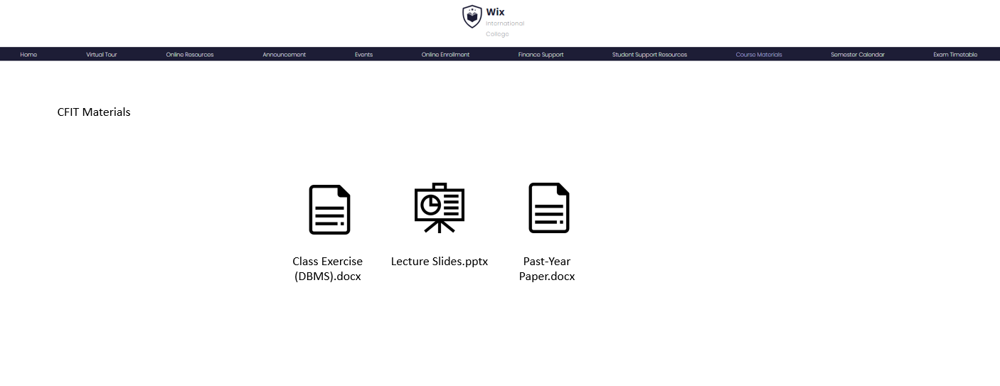 Wix
International
College
Home Virtual Tour Online Resources Announcement Events Online Enrollment Finance Support Student Support Resources Course Materials Semester Calendar Exam Timetable
CFIT Materials
Class Exercise
(DBMS).docx
Lecture Slides.pptx
Past-Year
Paper.docx